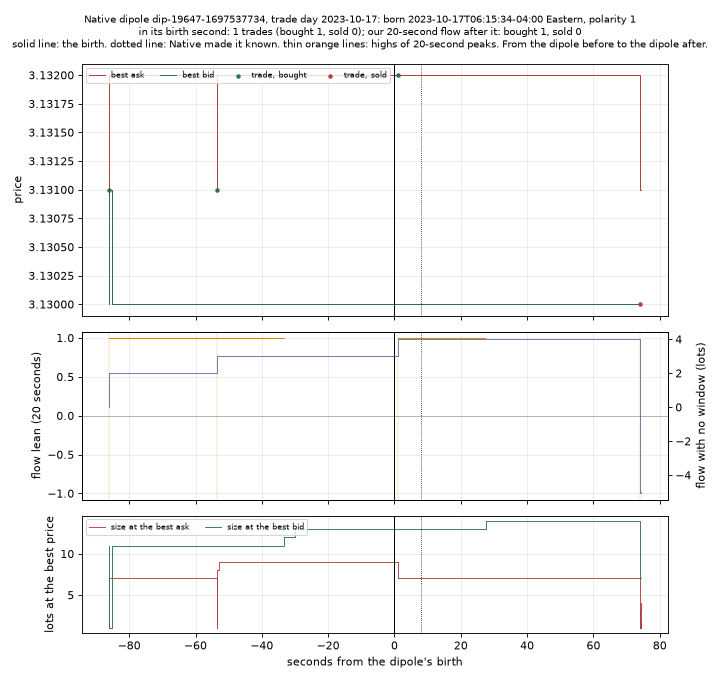 Native dipole dip-19647-1697537734, trade day 2023-10-17: born 2023-10-17T06:15:34-04:00 Eastern, polarity 1
in its birth second: 1 trades (bought 1, sold 0); our 20-second flow after it: bought 1, sold 0
solid line: the birth. dotted line: Native made it known. thin orange lines: highs of 20-second peaks. From the dipole before to the dipole after.
best ask best bid trade, bought trade, sold
3.13200
3.13175
3.13150
3.13125
3.13100
3.13075
3.13050
3.13025
3.13000
price
1.0
0.5
0.0
−0.5
−1.0
flow lean (20 seconds)
4
2
0
−2
−4
flow with no window (lots)
size at the best ask size at the best bid
10
5
lots at the best price
−80 −60 −40 −20 0 20 40 60 80
seconds from the dipole's birth